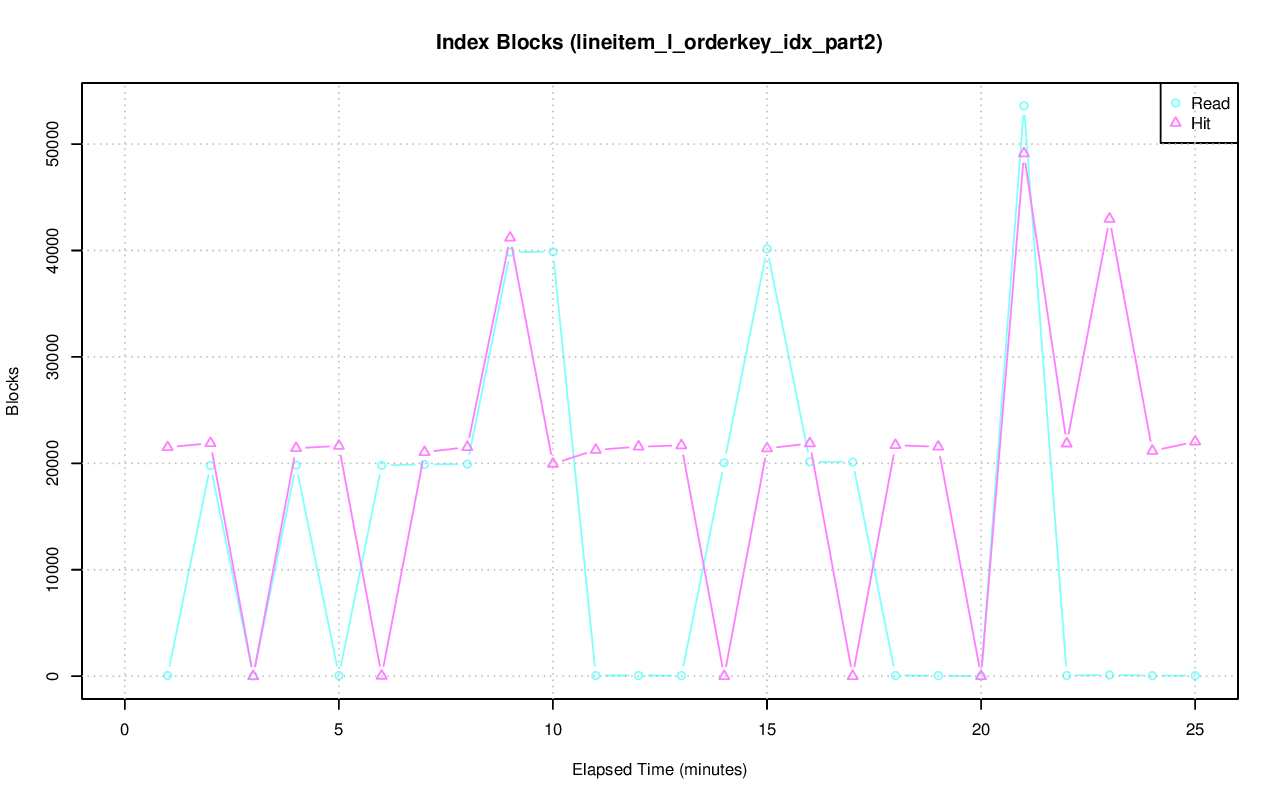 Index Blocks (lineitem_l_orderkey_idx_part2)
Read
Hit
50000
40000
30000
20000
10000
0
Blocks
0 5 10 15 20 25
Elapsed Time (minutes)